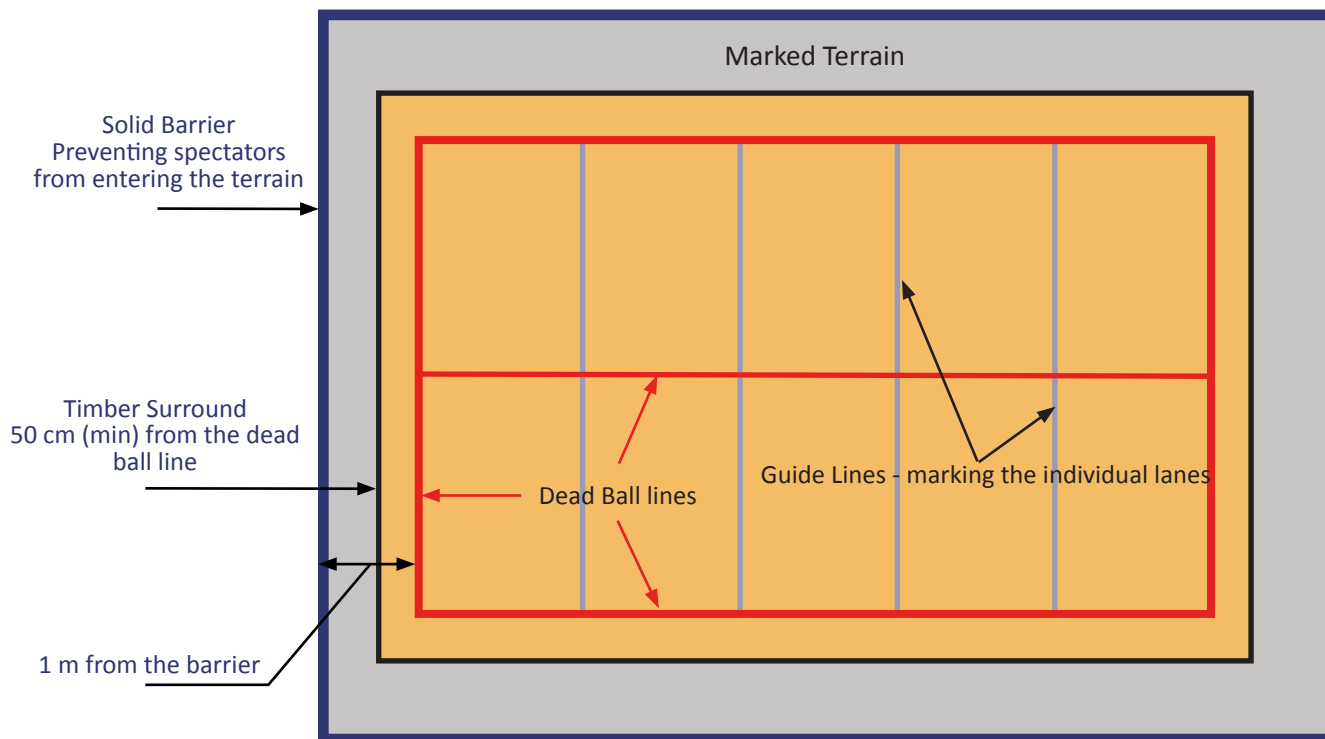 Marked Terrain
Solid Barrier
Preventing spectators
from entering the terrain
Timber Surround
50 cm (min) from the dead
ball line
Guide Lines - marking the individual lanes
Dead Ball lines
1 m from the barrier